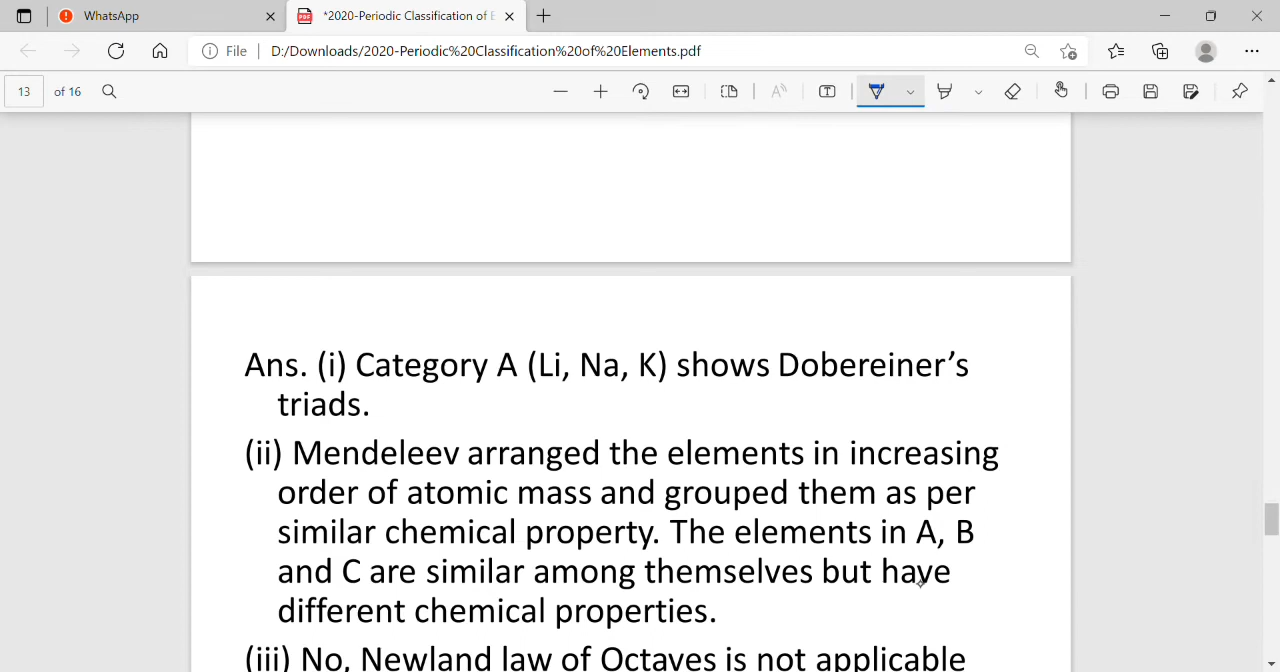 WhatsApp
*2020-Periodic Classification of E
File
D:/Downloads/2020-Periodic%20Classification%20of%20Elements.pdf
13 of 16
Ans. (i) Category A (Li, Na, K) shows Dobereiner’s
triads.
(ii) Mendeleev arranged the elements in increasing
order of atomic mass and grouped them as per
similar chemical property. The elements in A, B
and C are similar among themselves but have
different chemical properties.
(iii) No, Newland law of Octaves is not applicable